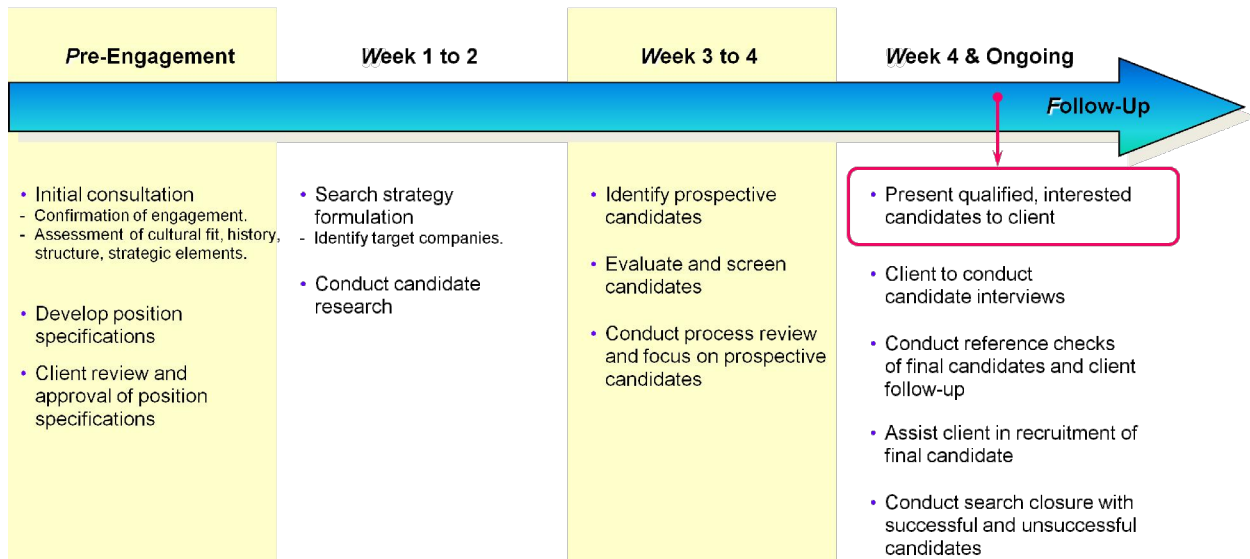 Pre-Engagement
Week 1 to 2
Week 3 to 4
Week 4 & Ongoing
Follow-Up
• Initial consultation
- Confirmation of engagement.
- Assessment of cultural fit, history,
structure, strategic elements.
• Develop position
specifications
• Client review and
approval of position
specifications
• Search strategy
formulation
- Identify target companies.
• Conduct candidate
research
• Identify prospective
candidates
• Evaluate and screen
candidates
• Conduct process review
and focus on prospective
candidates
• Present qualified, interested
candidates to client
• Client to conduct
candidate interviews
• Conduct reference checks
of final candidates and client
follow-up
• Assist client in recruitment of
final candidate
• Conduct search closure with
successful and unsuccessful
candidates